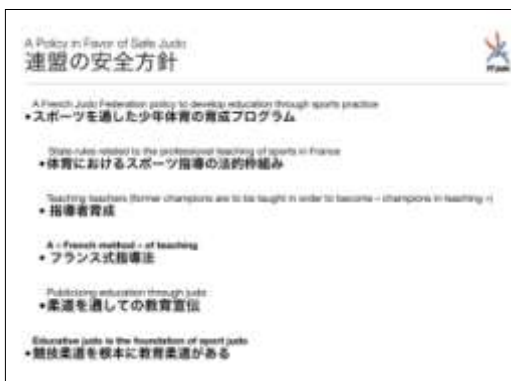 A Policy in Favor of Safe Judo
連盟の安全方針
A French Judo Federation policy to develop education through sports practice
•スポーツを通した少年体育の育成プログラム
State rules related to the professional teaching of sports in France
•体育におけるスポーツ指導の法的枠組み
Teaching teachers (former champions are to be taught in order to become « champions in teaching »)
• 指導者育成
A « French method » of teaching
• フランス式指導法
Publicizing education through judo
•柔道を通しての教育宣伝
Educative judo is the foundation of sport judo
•競技柔道を根本に教育柔道がある